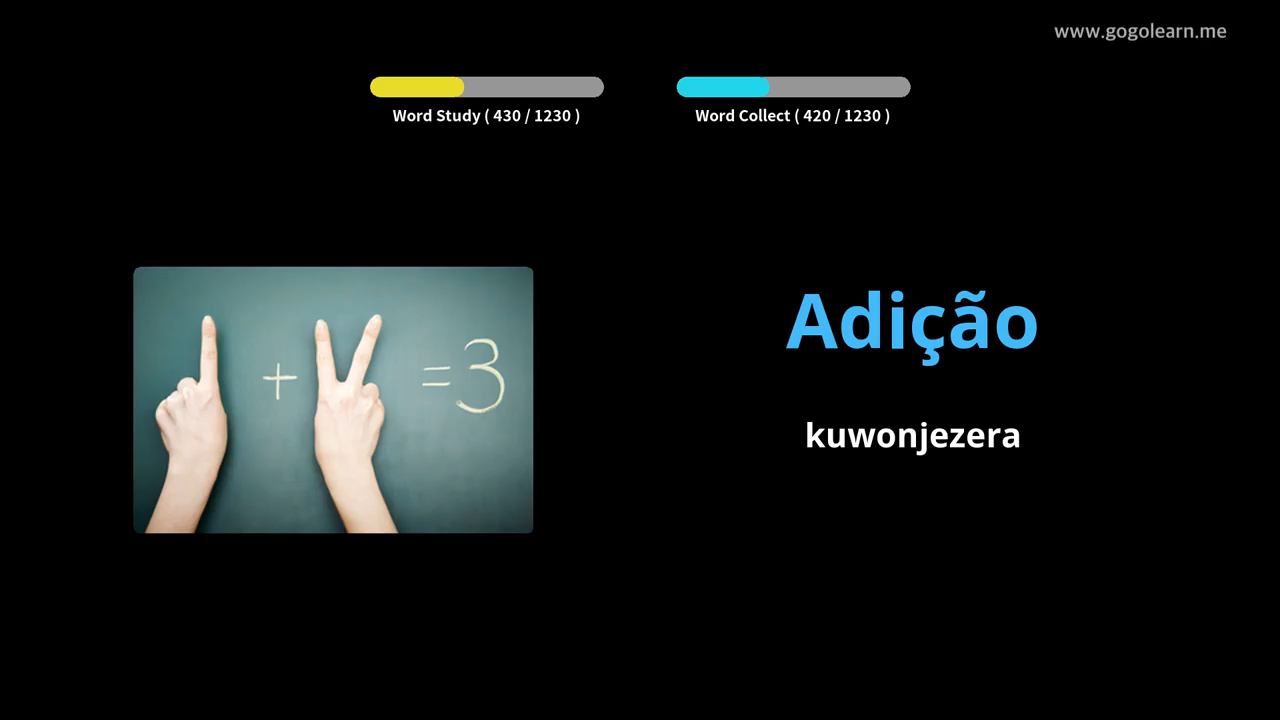 www.gogolearn.me
Word Study ( 430 / 1230 )
Word Collect ( 420 / 1230 )
+ = 3
Adição
kuwonjezera